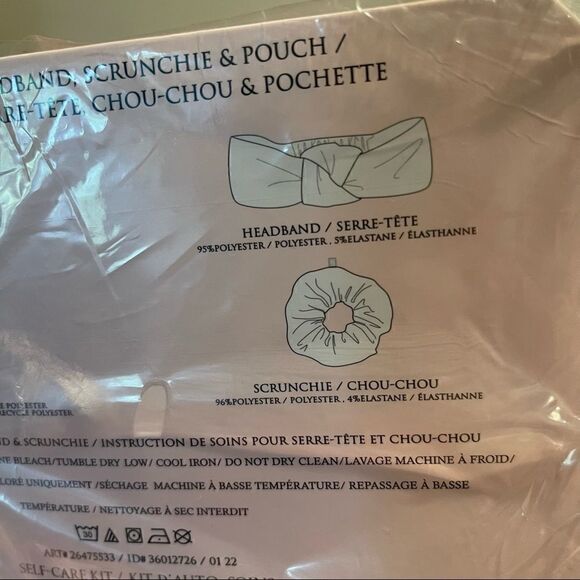 DBAND, SCRUNCHIE & POUCH /
RRE-TÊTE, CHOU-CHOU & POCHETTE
HEADBAND / SERRE-TÊTE
95%POLYESTER / POLYESTER , 5%ELASTANE / ÉLASTHANNE
SCRUNCHIE / CHOU-CHOU
96%POLYESTER / POLYESTER , 4%ELASTANE / ÉLASTHANNE
E POLYESTER
RECYCLE POLYESTER
ND & SCRUNCHIE / INSTRUCTION DE SOINS POUR SERRE-TÊTE ET CHOU-CHOU
NE BLEACH/TUMBLE DRY LOW/ COOL IRON/ DO NOT DRY CLEAN/LAVAGE MACHINE À FROID/
LORÉ UNIQUEMENT /SÉCHAGE MACHINE À BASSE TEMPÉRATURE/ REPASSAGE À BASSE
TEMPÉRATURE / NETTOYAGE À SEC INTERDIT
30
ART# 26475533 / ID# 36012726 / 01 22
SELF-CARE KIT / KIT D'AUTO-SOINS